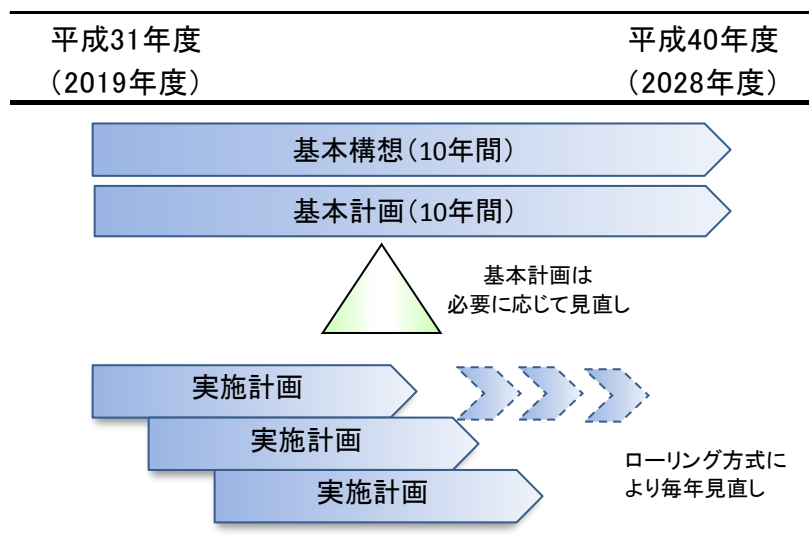 平成31年度
（2019年度）
平成40年度
（2028年度）
基本構想（10年間）
基本計画（10年間）
基本計画は
必要に応じて見直し
実施計画
実施計画
実施計画
ローリング方式に
より毎年見直し